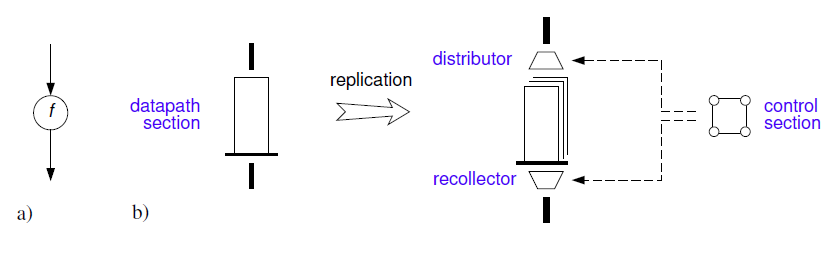 f
a)
datapath
section
b)
replication
distributor
recollector
control
section